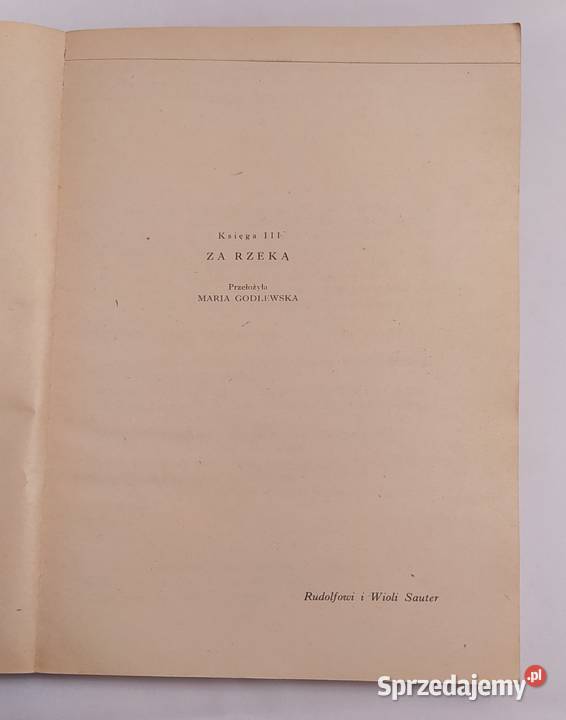 Księga III
ZA RZEKĄ
Przełożyła
MARIA GODLEWSKA
Rudolfowi i Wioli Sauter
Sprzedajemy.pl